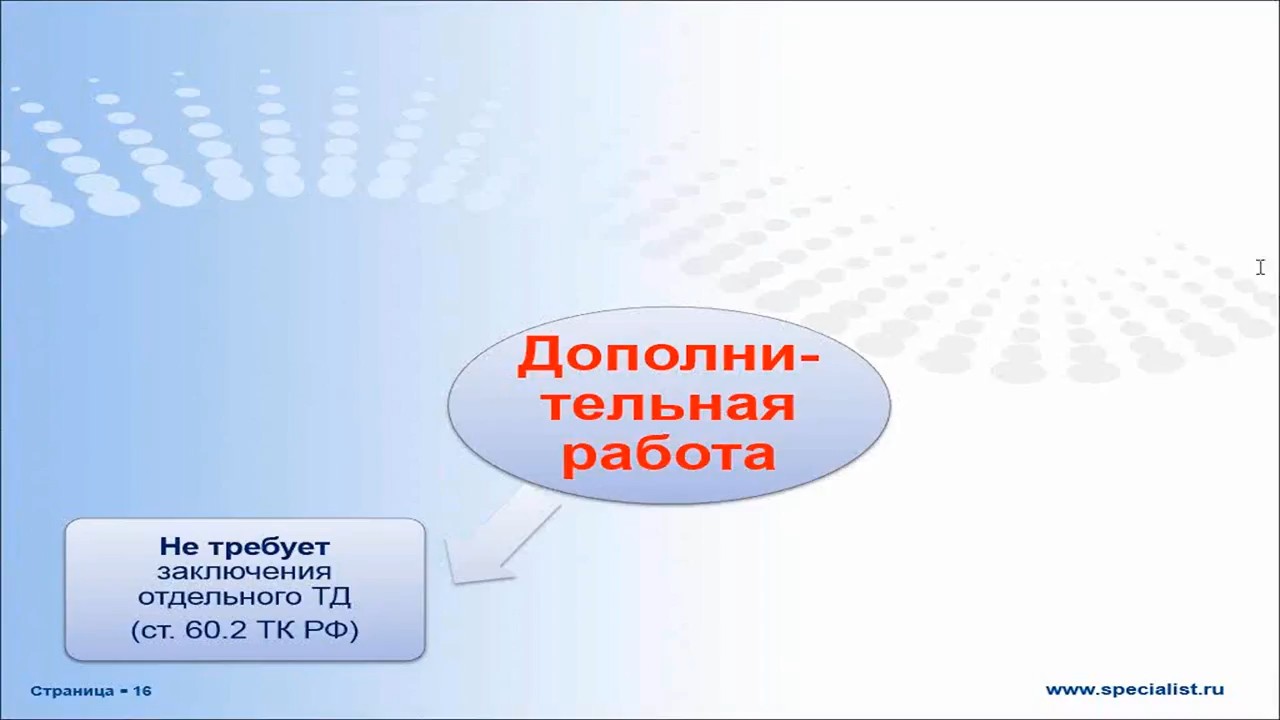 Дополни-
тельная
работа
Не требует
заключения
отдельного ТД
(ст. 60.2 ТК РФ)
Страница ▪ 16
www.specialist.ru